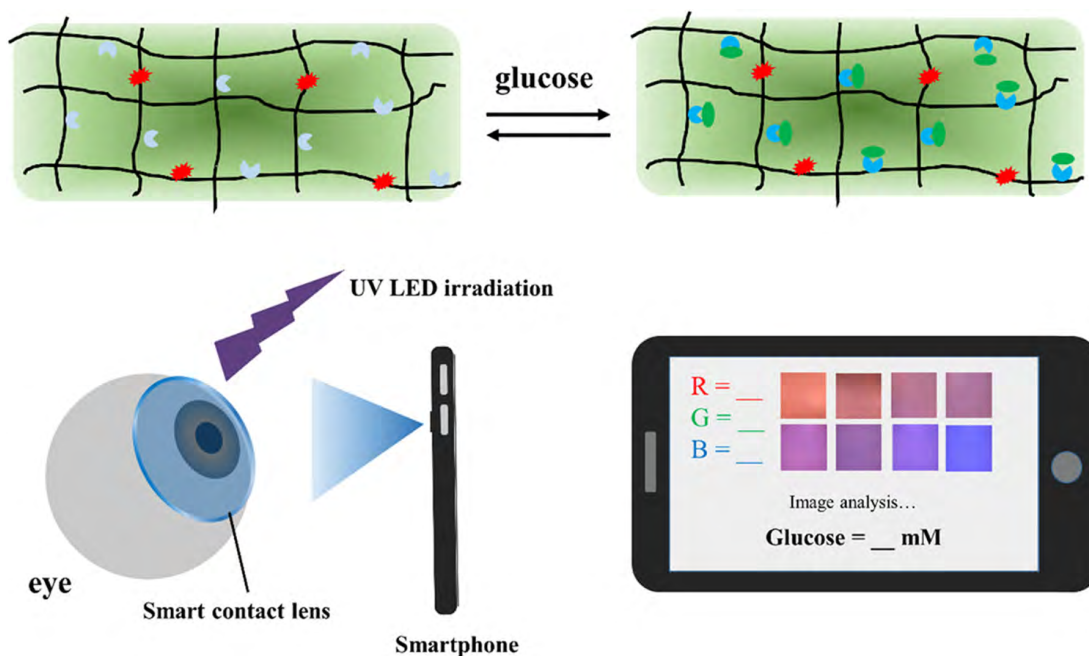 glucose
UV LED irradiation
eye
Smart contact lens
Smartphone
R = __
G = __
B = __
Image analysis...
Glucose = __ mM